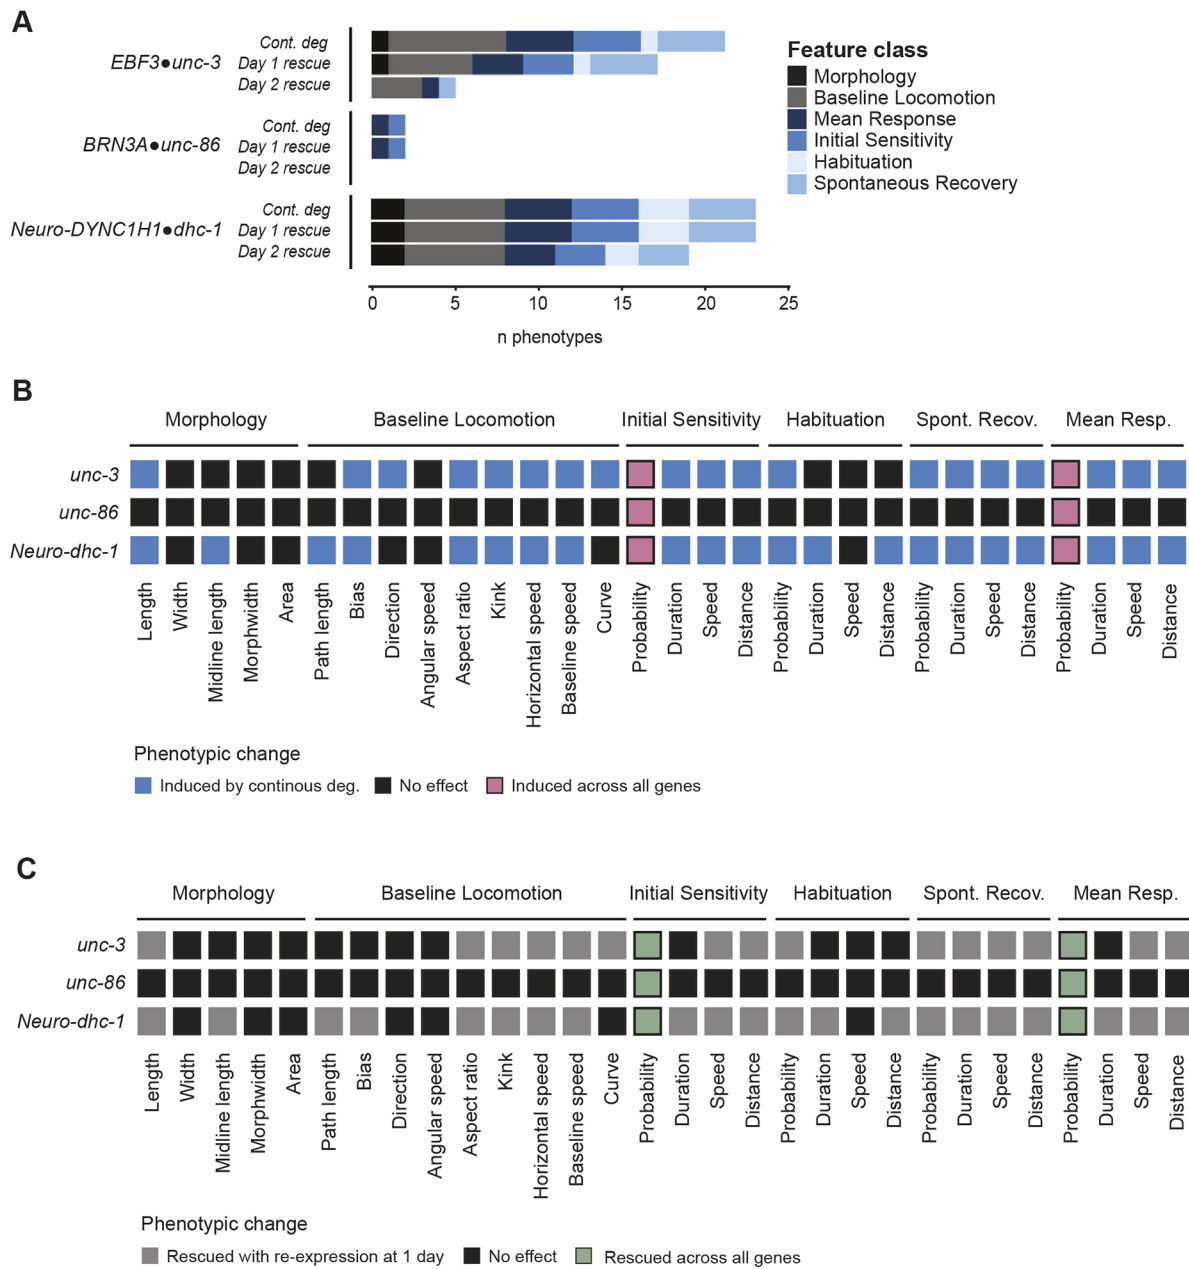 A
EBF3●unc-3
Cont. deg
Day 1 rescue
Day 2 rescue
BRN3A●unc-86
Cont. deg
Day 1 rescue
Day 2 rescue
Neuro-DYNC1H1●dhc-1
Cont. deg
Day 1 rescue
Day 2 rescue
0 5 10 15 20 25
n phenotypes
Feature class
Morphology
Baseline Locomotion
Mean Response
Initial Sensitivity
Habituation
Spontaneous Recovery
B
Morphology Baseline Locomotion Initial Sensitivity Habituation Spont. Recov. Mean Resp.
unc-3
unc-86
Neuro-dhc-1
Length
Width
Midline length
Morphwidth
Area
Path length
Bias
Direction
Angular speed
Aspect ratio
Kink
Horizontal speed
Baseline speed
Curve
Probability
Duration
Speed
Distance
Probability
Duration
Speed
Distance
Probability
Duration
Speed
Distance
Probability
Duration
Speed
Distance
Phenotypic change
Induced by continous deg. No effect Induced across all genes
C
Morphology Baseline Locomotion Initial Sensitivity Habituation Spont. Recov. Mean Resp.
unc-3
unc-86
Neuro-dhc-1
Length
Width
Midline length
Morphwidth
Area
Path length
Bias
Direction
Angular speed
Aspect ratio
Kink
Horizontal speed
Baseline speed
Curve
Probability
Duration
Speed
Distance
Probability
Duration
Speed
Distance
Probability
Duration
Speed
Distance
Probability
Duration
Speed
Distance
Phenotypic change
Rescued with re-expression at 1 day No effect Rescued across all genes